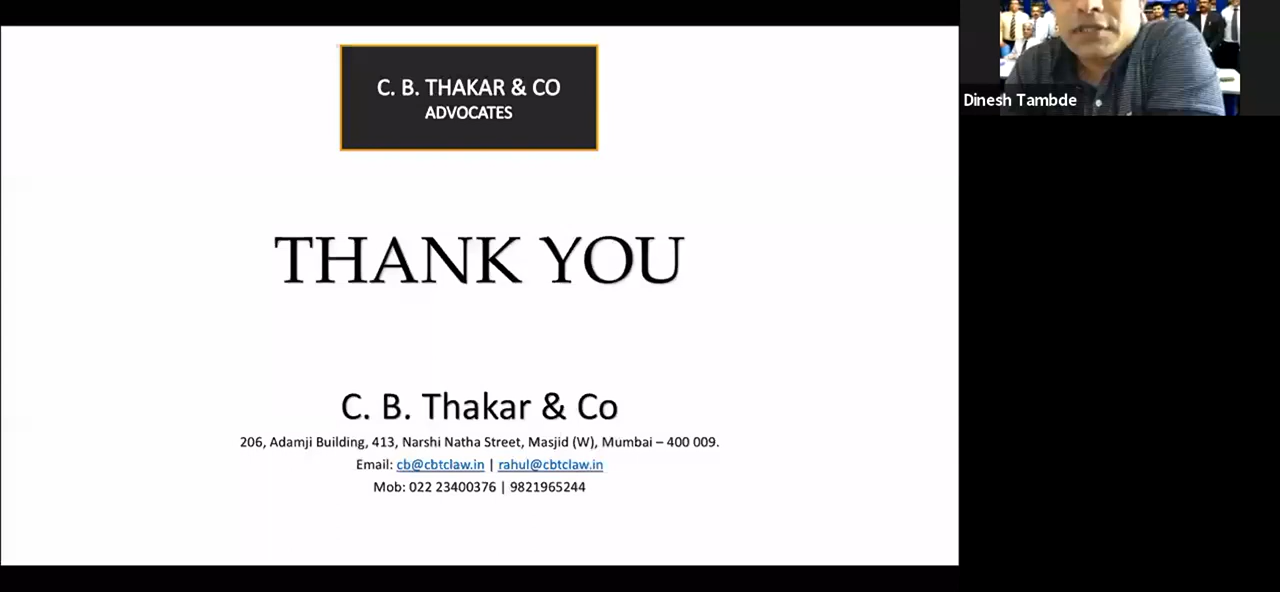 C. B. THAKAR & CO
ADVOCATES
THANK YOU
C. B. Thakar & Co
206, Adamji Building, 413, Narshi Natha Street, Masjid (W), Mumbai – 400 009.
Email: cb@cbtclaw.in | rahul@cbtclaw.in
Mob: 022 23400376 | 9821965244
Dinesh Tambde